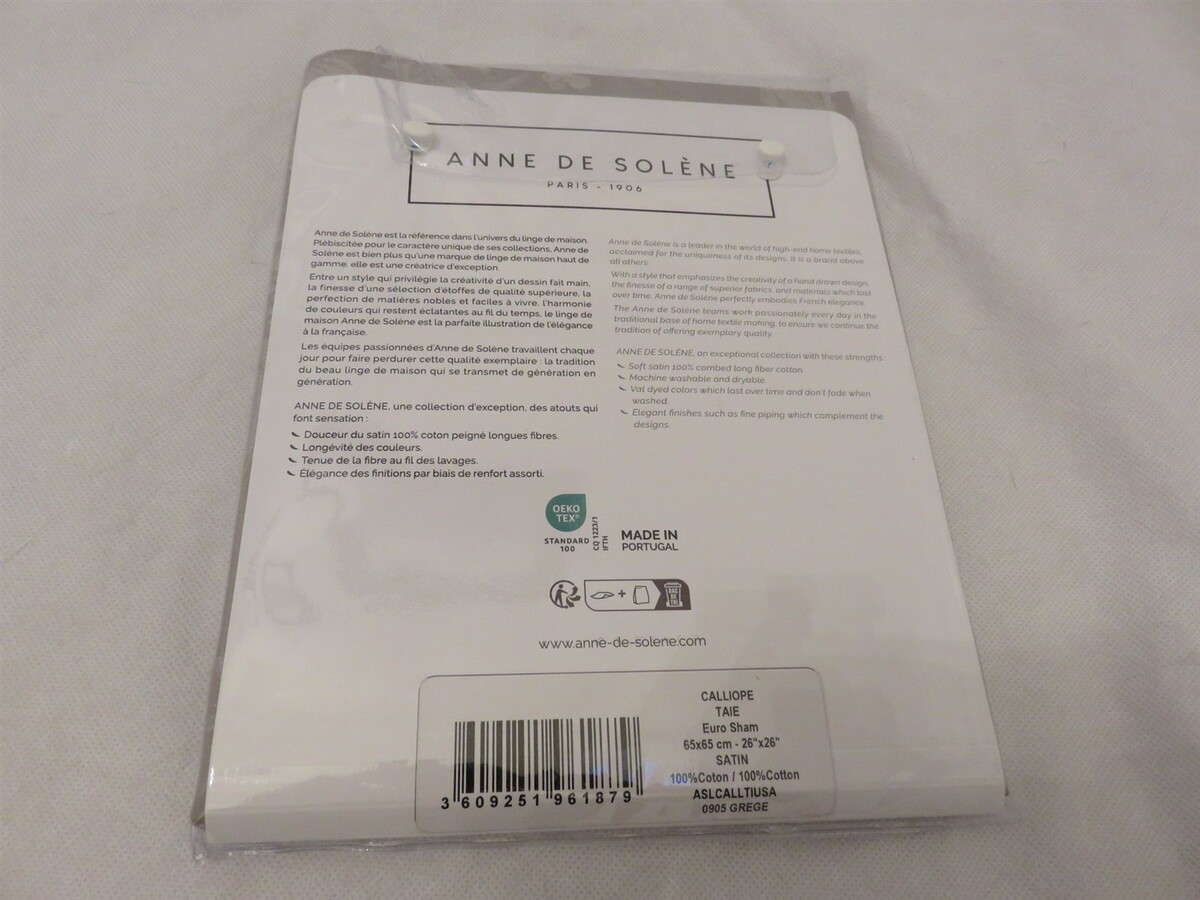 ANNE DE SOLÈNE
PARIS - 1906
Anne de Solène est la référence dans l'univers du linge de maison.
Plébiscitée pour le caractère unique de ses collections, Anne de
Solène est bien plus qu'une marque de linge de maison haut de
gamme, elle est une créatrice d'exception.
Entre un style qui privilégie la créativité d'un dessin fait main,
la finesse d'une sélection d'étoffes de qualité supérieure, la
perfection de matières nobles et faciles à vivre, l'harmonie
de couleurs qui restent éclatantes au fil du temps, le linge de
maison Anne de Solène est la parfaite illustration de l'élégance
à la française.
Les équipes passionnées d'Anne de Solène travaillent chaque
jour pour faire perdurer cette qualité exemplaire : la tradition
du beau linge de maison qui se transmet de génération en
génération.
ANNE DE SOLÈNE, une collection d'exception, des atouts qui
font sensation :
Douceur du satin 100% coton peigné longues fibres.
Longévité des couleurs.
Tenue de la fibre au fil des lavages.
Élégance des finitions par biais de renfort assorti.
Anne de Solène is a leader in the world of high-end home textiles,
acclaimed for the uniqueness of its designs. It is a brand above
all others.
With a style that emphasizes the creativity of a hand drawn design,
the finesse of a range of superior fabrics, and materials which last
over time, Anne de Solène perfectly embodies French elegance.
The Anne de Solène teams work passionately every day in the
traditional base of home textile making, to ensure we continue the
tradition of offering exemplary quality.
ANNE DE SOLÈNE, an exceptional collection with these strengths:
Soft satin 100% combed long fiber cotton.
Machine washable and dryable.
Vat dyed colors which last over time and don't fade when
washed.
Elegant finishes such as fine piping which complement the
designs.
OEKO
TEX®
STANDARD
100
CQ 1223/1
IFTH
MADE IN
PORTUGAL
BAC
DE
TRI
www.anne-de-solene.com
3 609251 961879
CALLIOPE
TAIE
Euro Sham
65x65 cm - 26"x26"
SATIN
100%Coton / 100%Cotton
ASLCALLTIUSA
0905 GREGE